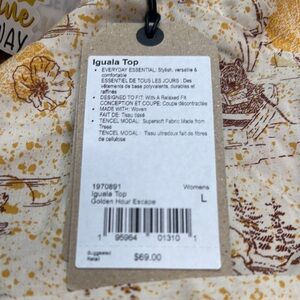 DAY
Iguala Top
• EVERYDAY ESSENTIAL: Stylish, versatile &
comfortable
ESSENTIEL DE TOUS LES JOURS : Des
vêtements de base polyvalents, durables et
raffinés
• DESIGNED TO FIT: With A Relaxed Fit
CONCEPTION ET COUPE: Coupe décontractée
• MADE WITH: Woven
FAIT DE: Tissu tissé
• TENCEL MODAL: Supersoft Fabric Made from
Trees
TENCEL MODAL : Tissu ultradoux fait de fibres
de cellulose
1970891 Womens
Iguala Top
Golden Hour Escape L
1 95964 01310 1
Suggested
Retail $69.00